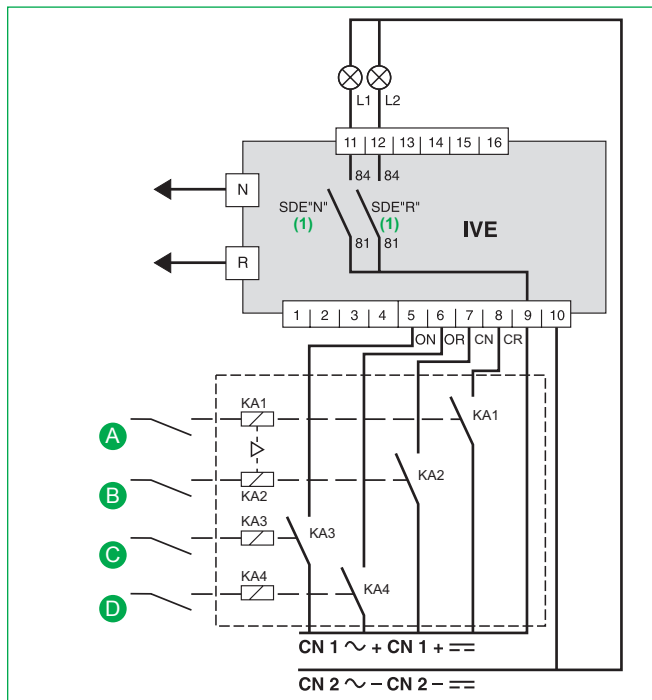 L1 L2
11 12 13 14 15 16
84 84
N
SDE"N" SDE"R"
(1) (1)
IVE
81 81
R
1 2 3 4 5 6 7 8 9 10
ON OR CN CR
KA1
KA1
A
KA2
B
KA2
KA3
KA3
C
KA4
KA4
D
CN 1 ~ + CN 1 + ⎓
CN 2 ~ – CN 2 – ⎓